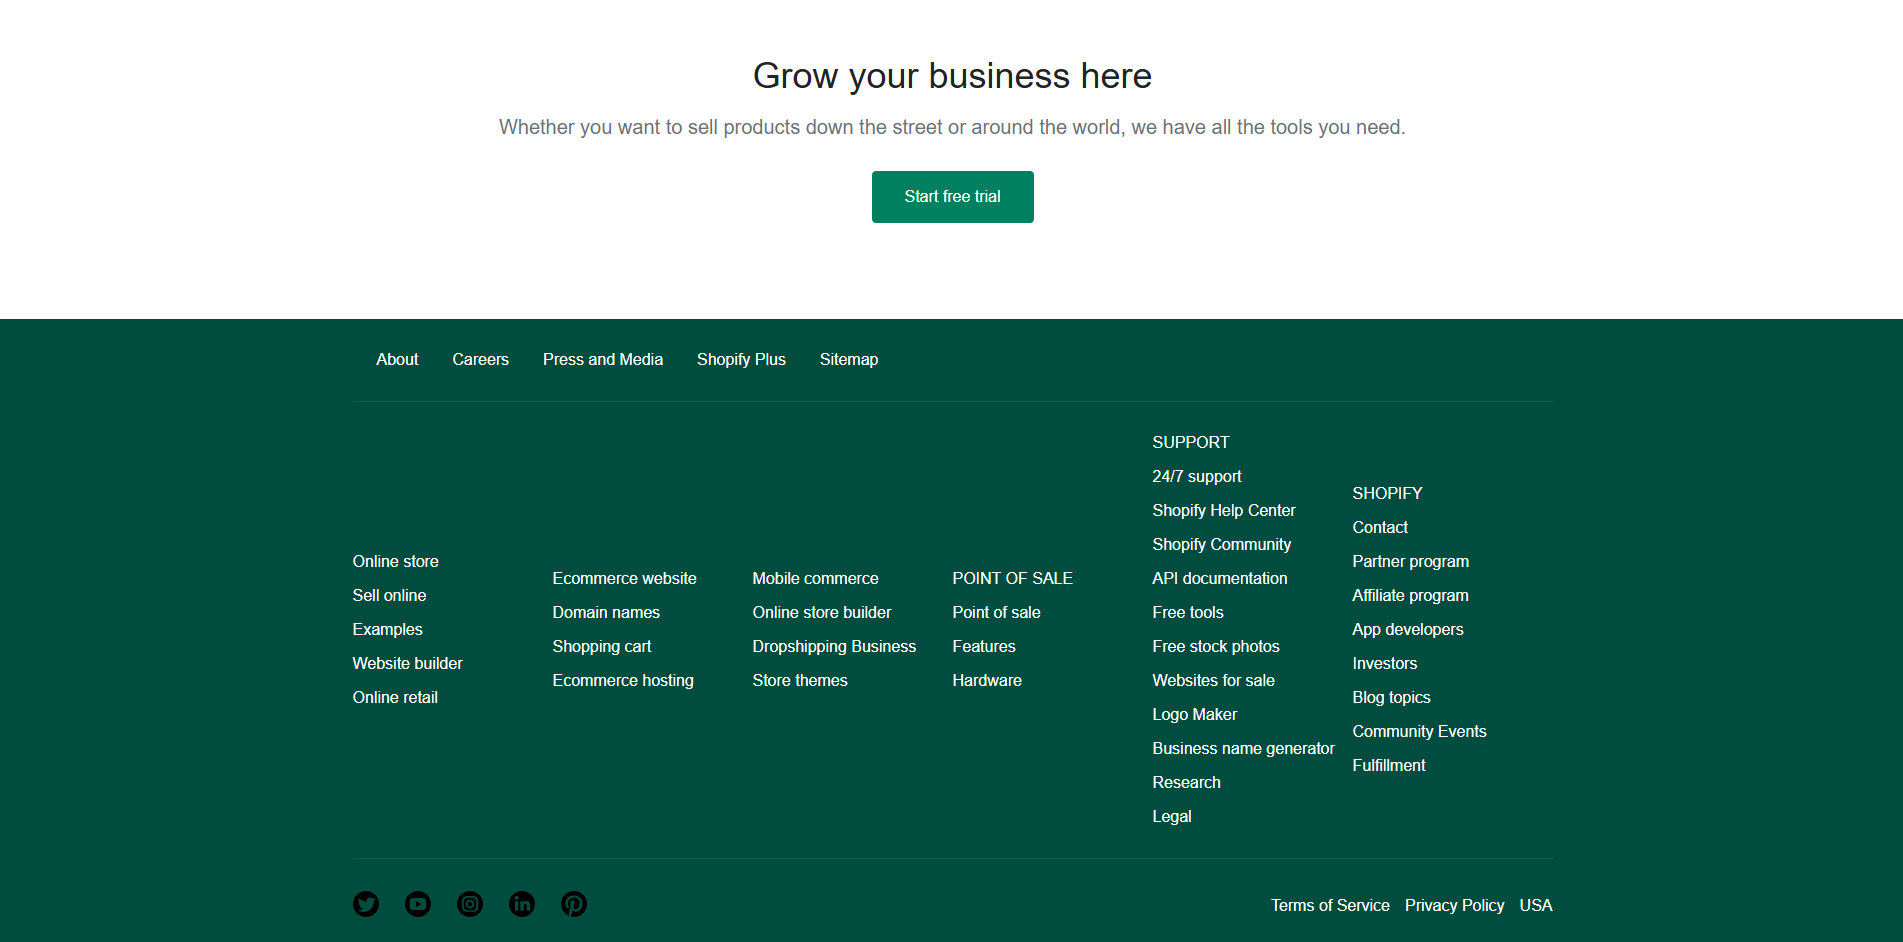 Grow your business here
Whether you want to sell products down the street or around the world, we have all the tools you need.
Start free trial
About Careers Press and Media Shopify Plus Sitemap
Online store
Sell online
Examples
Website builder
Online retail
Ecommerce website
Domain names
Shopping cart
Ecommerce hosting
Mobile commerce
Online store builder
Dropshipping Business
Store themes
POINT OF SALE
Point of sale
Features
Hardware
SUPPORT
24/7 support
Shopify Help Center
Shopify Community
API documentation
Free tools
Free stock photos
Websites for sale
Logo Maker
Business name generator
Research
Legal
SHOPIFY
Contact
Partner program
Affiliate program
App developers
Investors
Blog topics
Community Events
Fulfillment
Terms of Service Privacy Policy USA